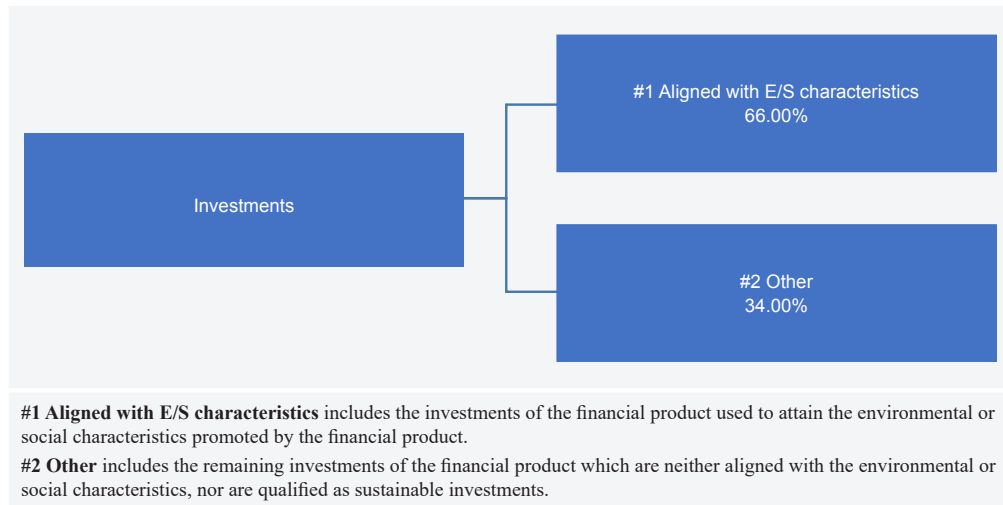 #1 Aligned with E/S characteristics
66.00%
Investments
#2 Other
34.00%
#1 Aligned with E/S characteristics includes the investments of the financial product used to attain the environmental or
social characteristics promoted by the financial product.
#2 Other includes the remaining investments of the financial product which are neither aligned with the environmental or
social characteristics, nor are qualified as sustainable investments.